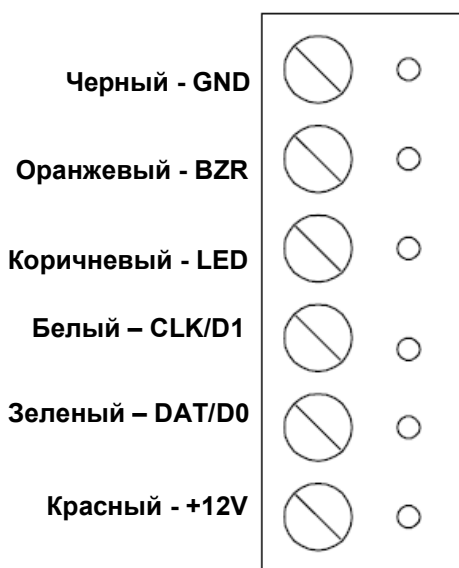 Черный - GND
Оранжевый - BZR
Коричневый - LED
Белый – CLK/D1
Зеленый – DAT/D0
Красный - +12V